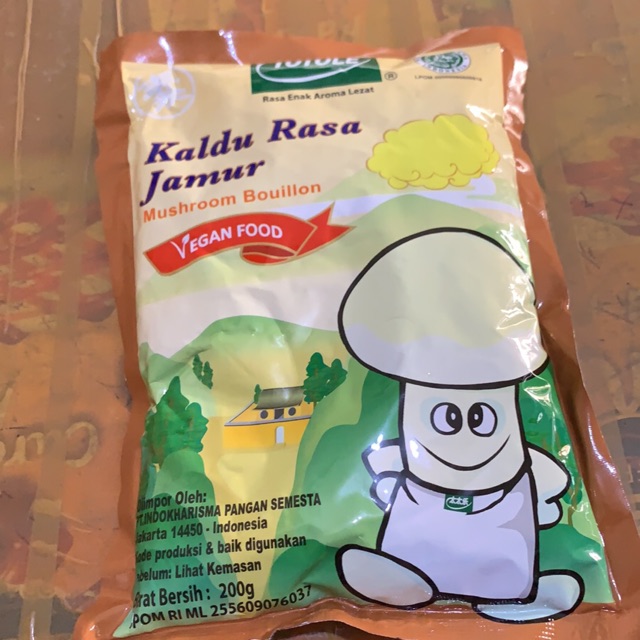 TOTOLE
®
Rasa Enak Aroma Lezat
Kaldu Rasa
Jamur
Mushroom Bouillon
VEGAN FOOD
Oleh:
PT.INDOKHARISMA PANGAN SEMESTA
Jakarta 14450 - Indonesia
Kode produksi & baik digunakan
sebelum: Lihat Kemasan
Berat Bersih : 200g
BPOM RI ML 255609076037